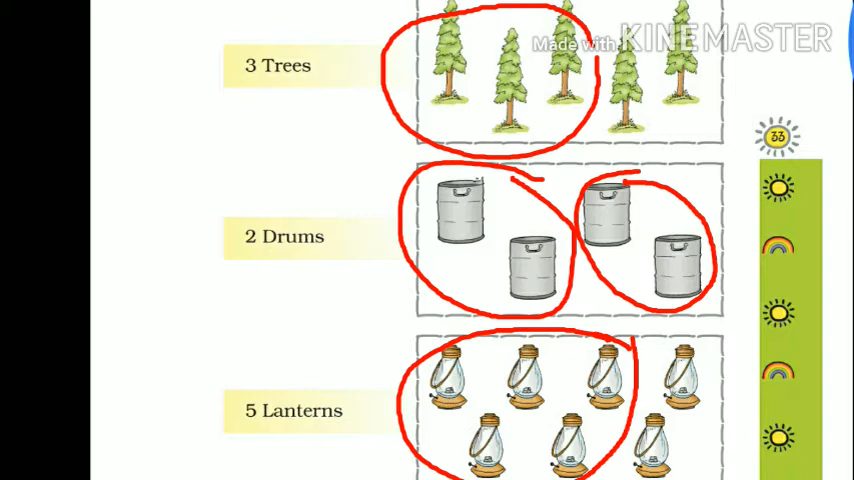 Made with KINEMASTER
3 Trees
33
2 Drums
5 Lanterns